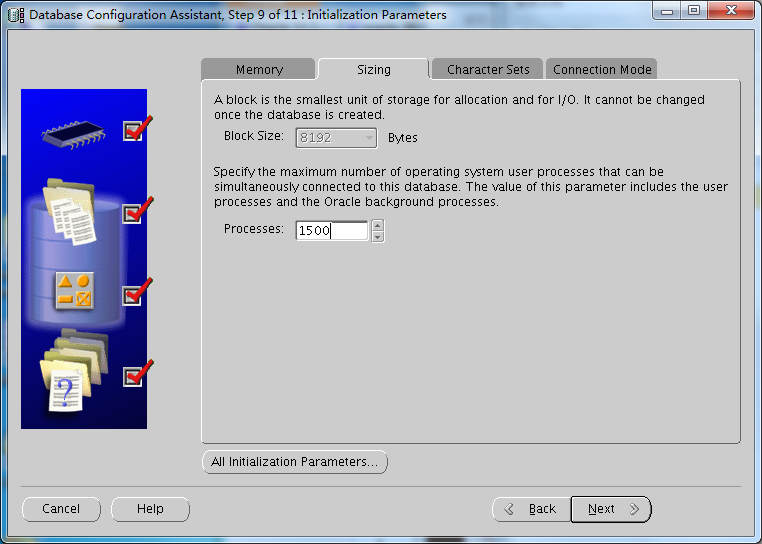 Database Configuration Assistant, Step 9 of 11 : Initialization Parameters
Memory Sizing Character Sets Connection Mode
A block is the smallest unit of storage for allocation and for I/O. It cannot be changed
once the database is created.
Block Size: 8192 Bytes
Specify the maximum number of operating system user processes that can be
simultaneously connected to this database. The value of this parameter includes the user
processes and the Oracle background processes.
Processes: 1500
?
All Initialization Parameters...
Cancel Help Back Next